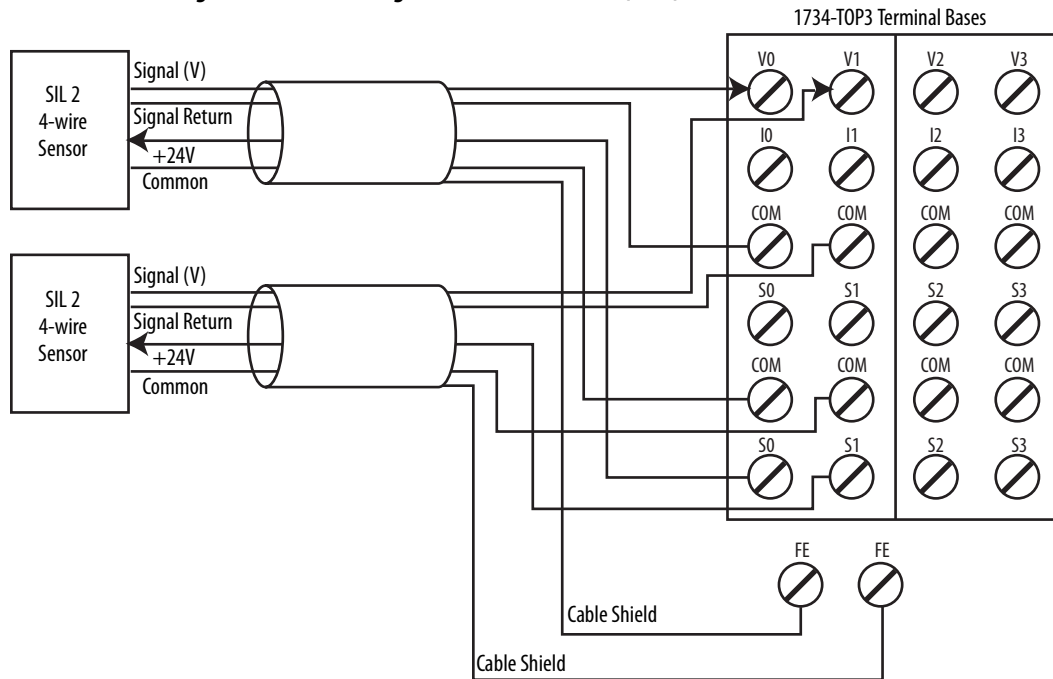 1734-TOP3 Terminal Bases
V0 V1 V2 V3
SIL 2
4-wire
Sensor
Signal (V)
Signal Return
+24V
Common
I0 I1 I2 I3
COM COM COM COM
SIL 2
4-wire
Sensor
Signal (V)
Signal Return
+24V
Common
S0 S1 S2 S3
COM COM COM COM
S0 S1 S2 S3
FE FE
Cable Shield
Cable Shield